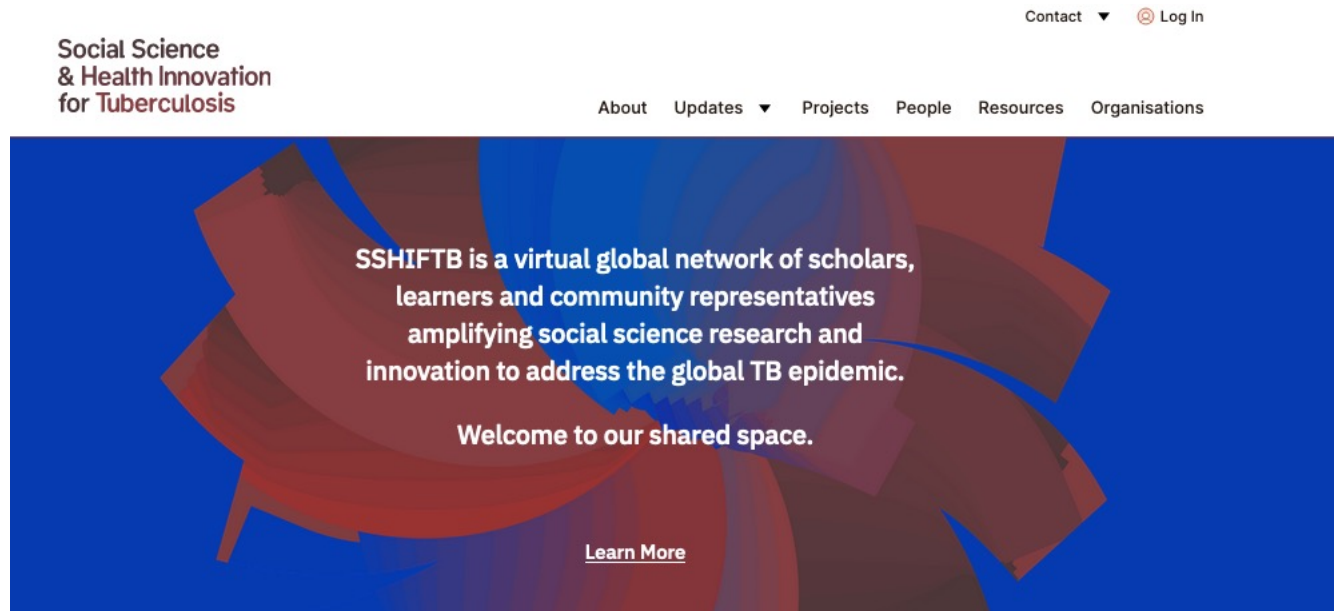 Contact ▼ Log In
Social Science
& Health Innovation
for Tuberculosis
About Updates ▼ Projects People Resources Organisations
SSHIFTB is a virtual global network of scholars,
learners and community representatives
amplifying social science research and
innovation to address the global TB epidemic.
Welcome to our shared space.
Learn More